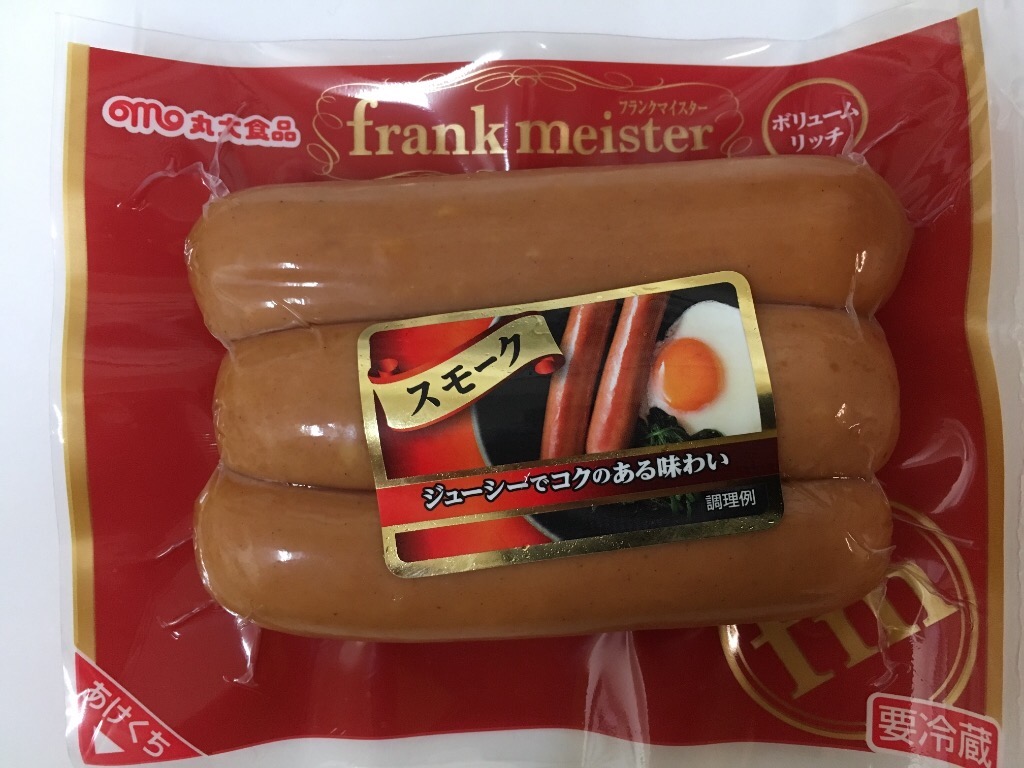 omo 丸大食品
フランクマイスター
frank meister
ボリューム
リッチ
スモーク
ジューシーでコクのある味わい
調理例
fm
あけくち
要冷蔵